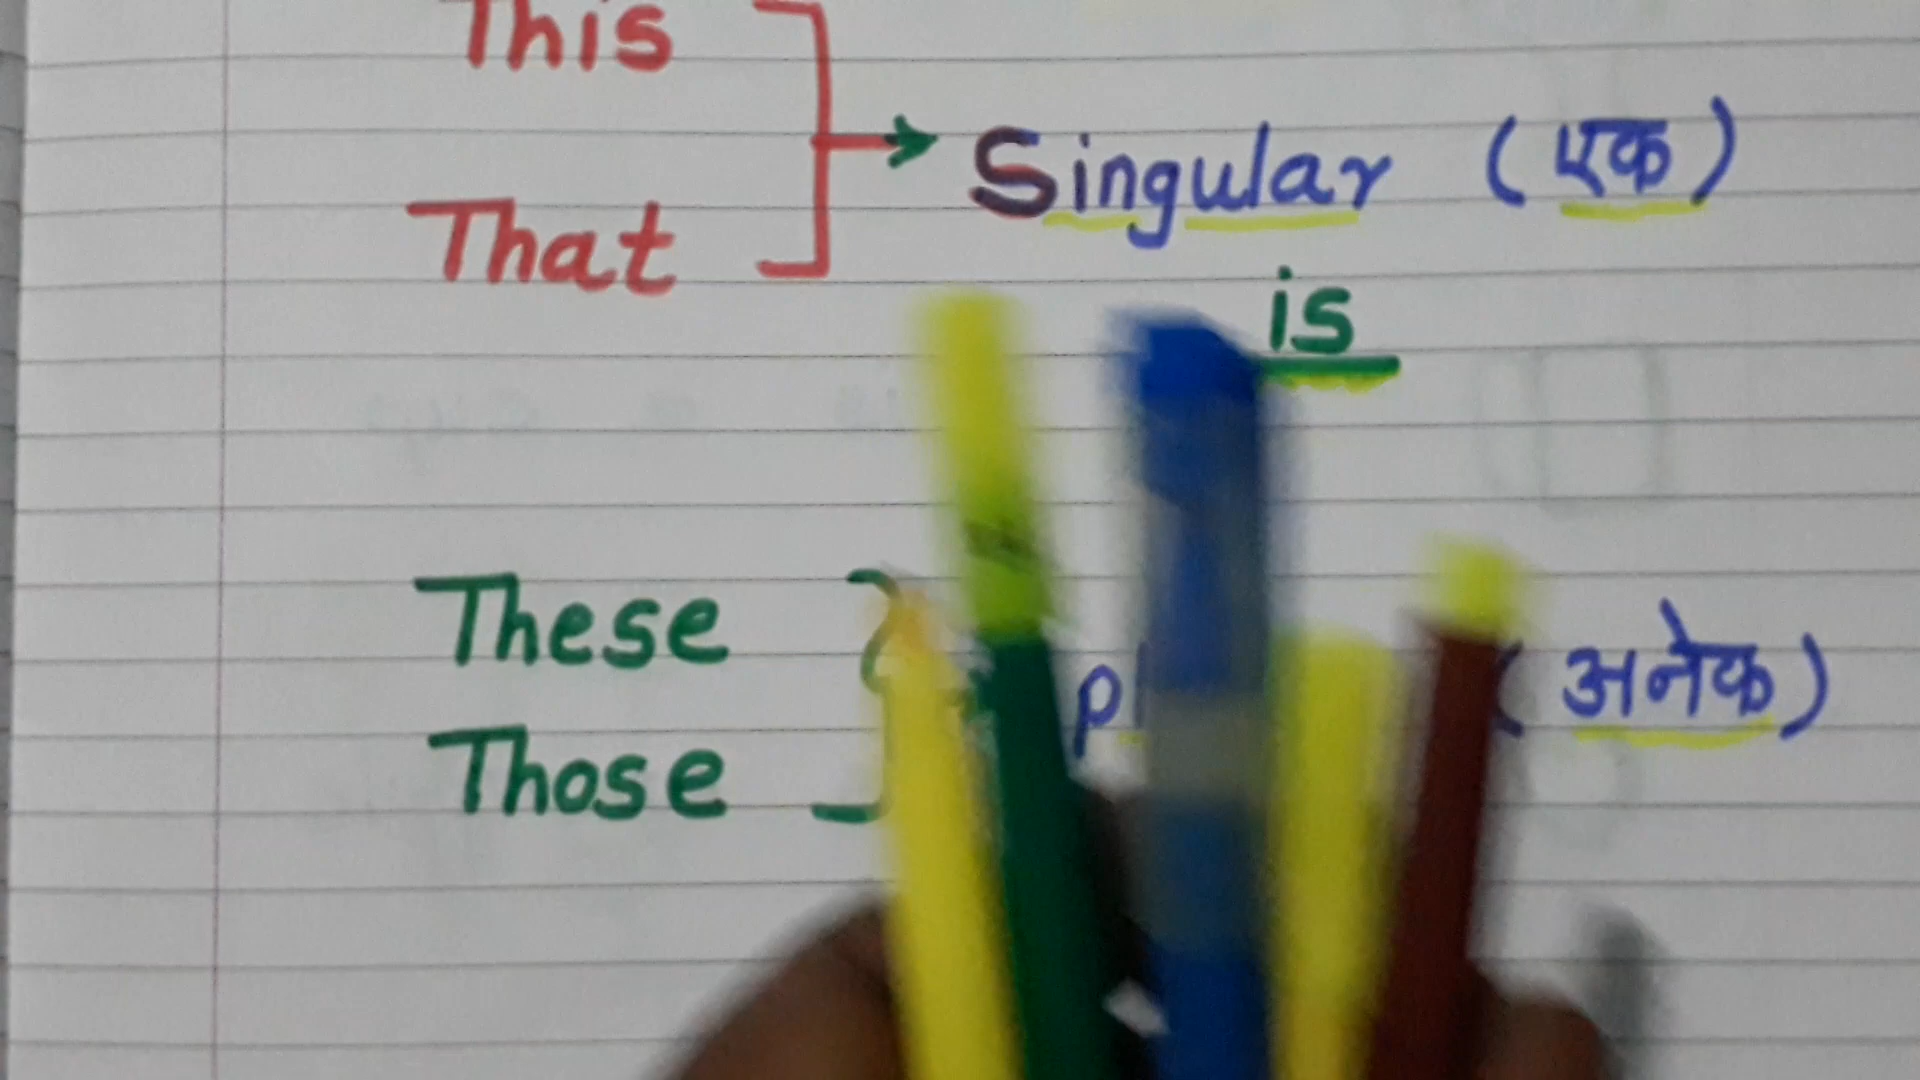 This
That
Singular (एक)
is
These
Those
(अनेक)